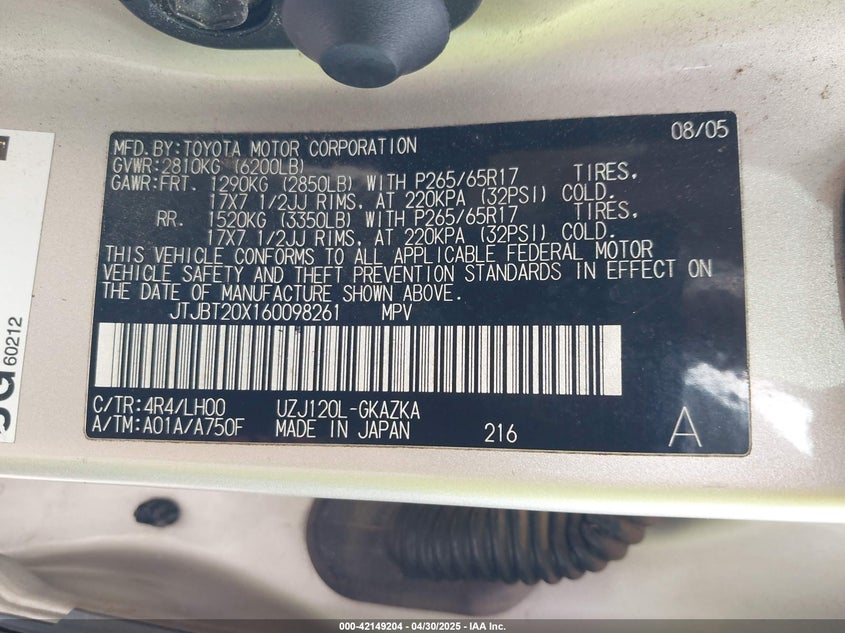 MFD.BY:TOYOTA MOTOR CORPORATION 08/05
GVWR:2810KG (6200LB)
GAWR:FRT. 1290KG (2850LB) WITH P265/65R17 TIRES,
17X7 1/2JJ RIMS, AT 220KPA (32PSI) COLD.
RR. 1520KG (3350LB) WITH P265/65R17 TIRES,
17X7 1/2JJ RIMS, AT 220KPA (32PSI) COLD.
THIS VEHICLE CONFORMS TO ALL APPLICABLE FEDERAL MOTOR
VEHICLE SAFETY AND THEFT PREVENTION STANDARDS IN EFFECT ON
THE DATE OF MANUFACTURE SHOWN ABOVE.
JTJBT20X160098261 MPV
C/TR:4R4/LH00 UZJ120L-GKAZKA
A/TM:A01A/A750F MADE IN JAPAN 216 A
60212
000-42149204 - 04/30/2025 - IAA Inc.